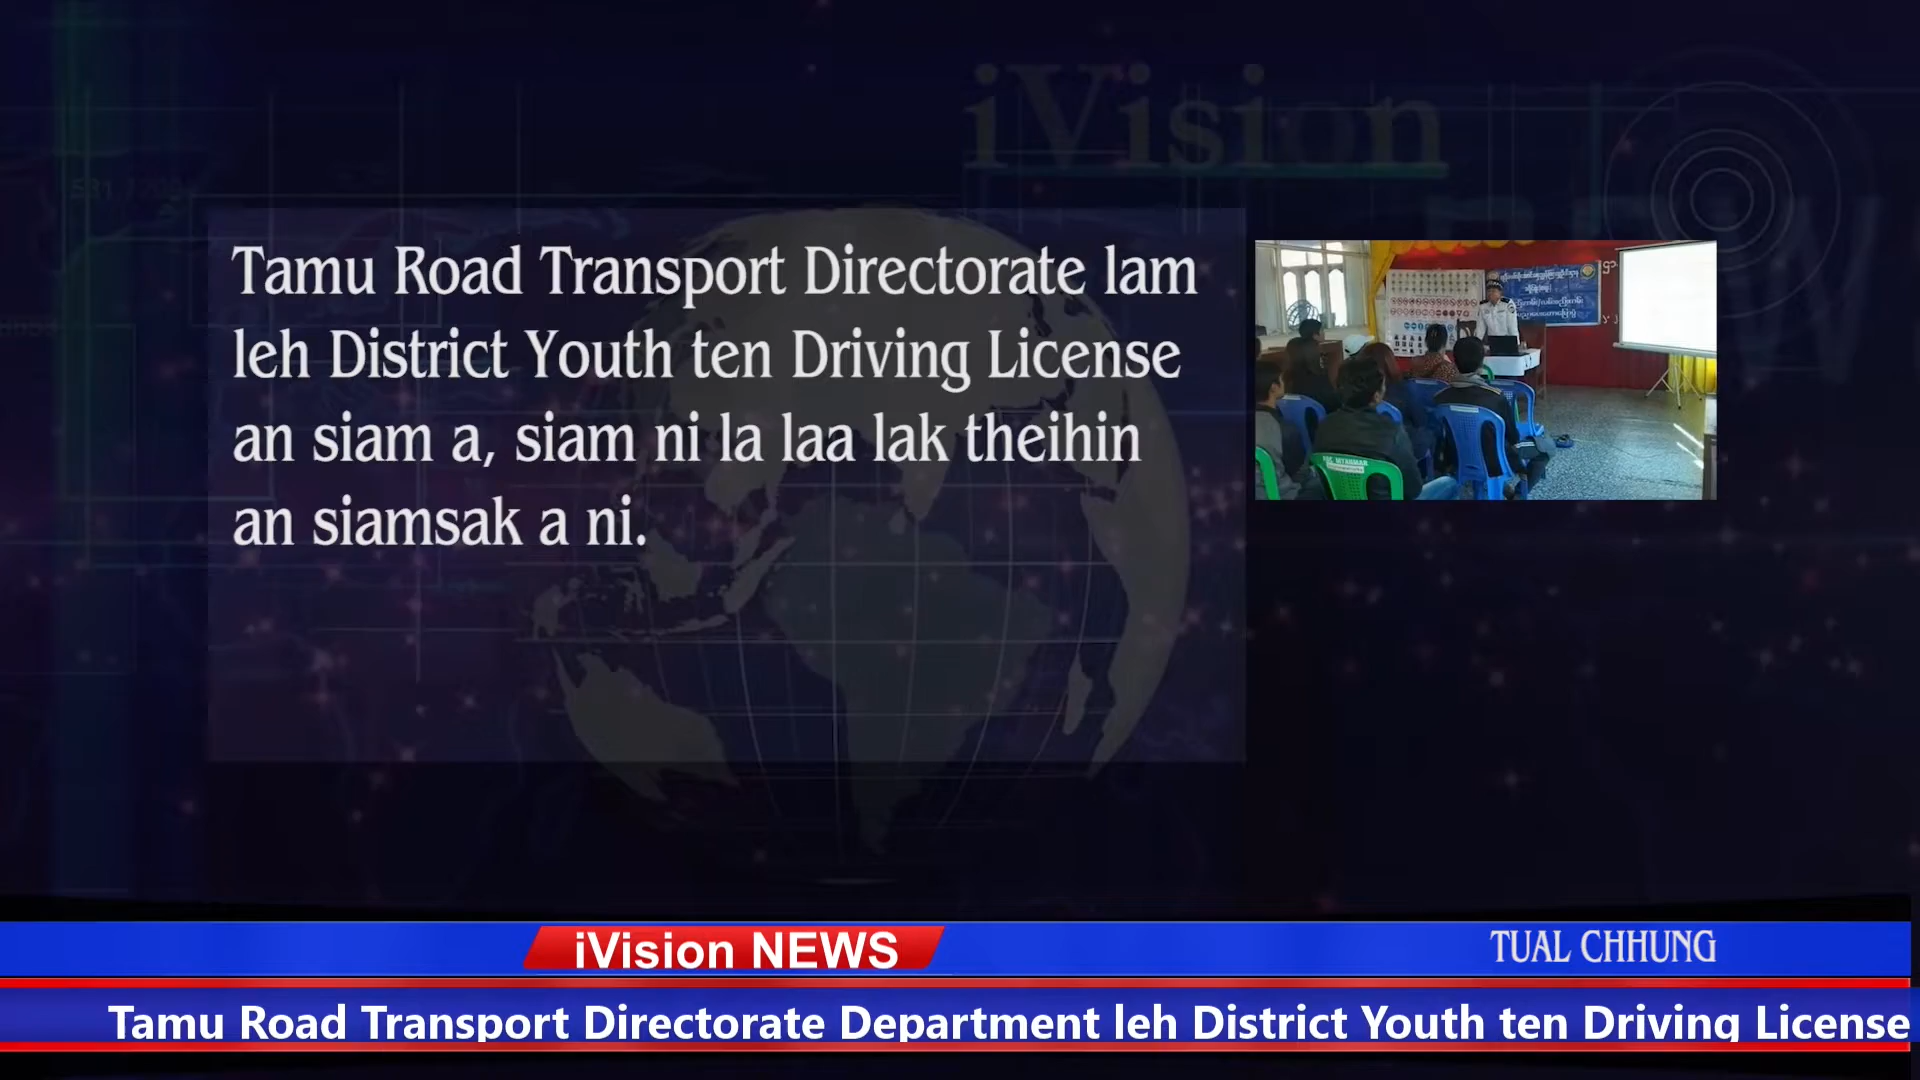 iVision
Tamu Road Transport Directorate lam
leh District Youth ten Driving License
an siam a, siam ni la laa lak theihin
an siamsak a ni.
iVision NEWS
TUAL CHHUNG
Tamu Road Transport Directorate Department leh District Youth ten Driving License